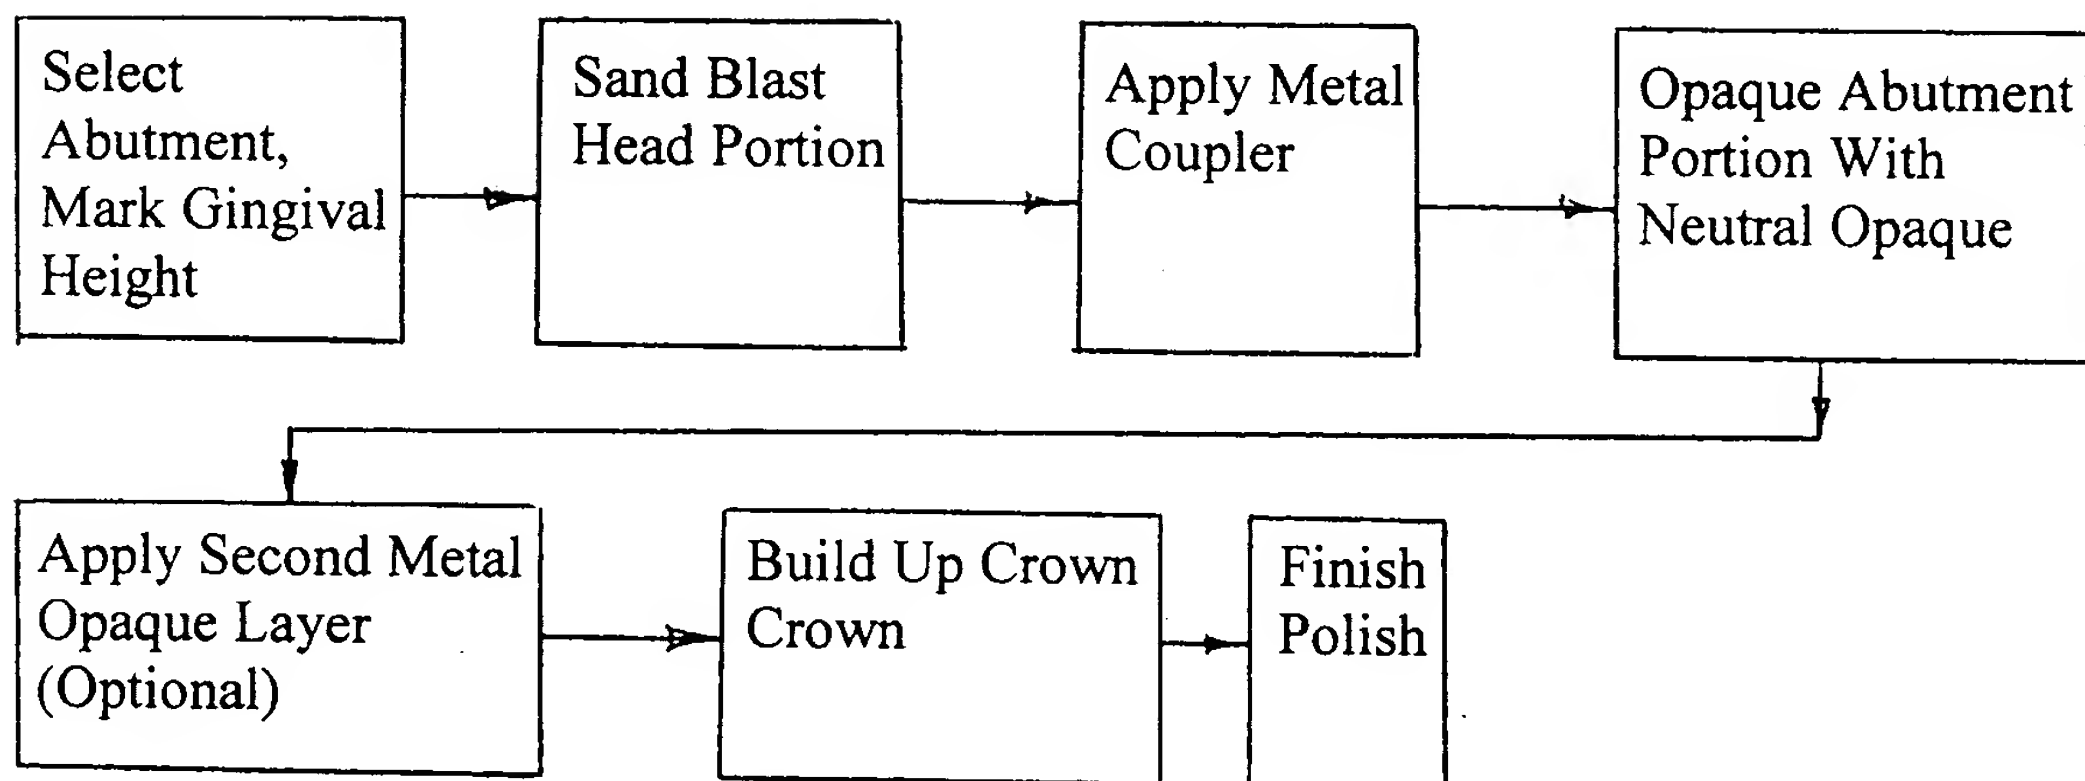 Select
Abutment,
Mark Gingival
Height
Sand Blast
Head Portion
Apply Metal
Coupler
Opaque Abutment
Portion With
Neutral Opaque
Apply Second Metal
Opaque Layer
(Optional)
Build Up Crown
Crown
Finish
Polish